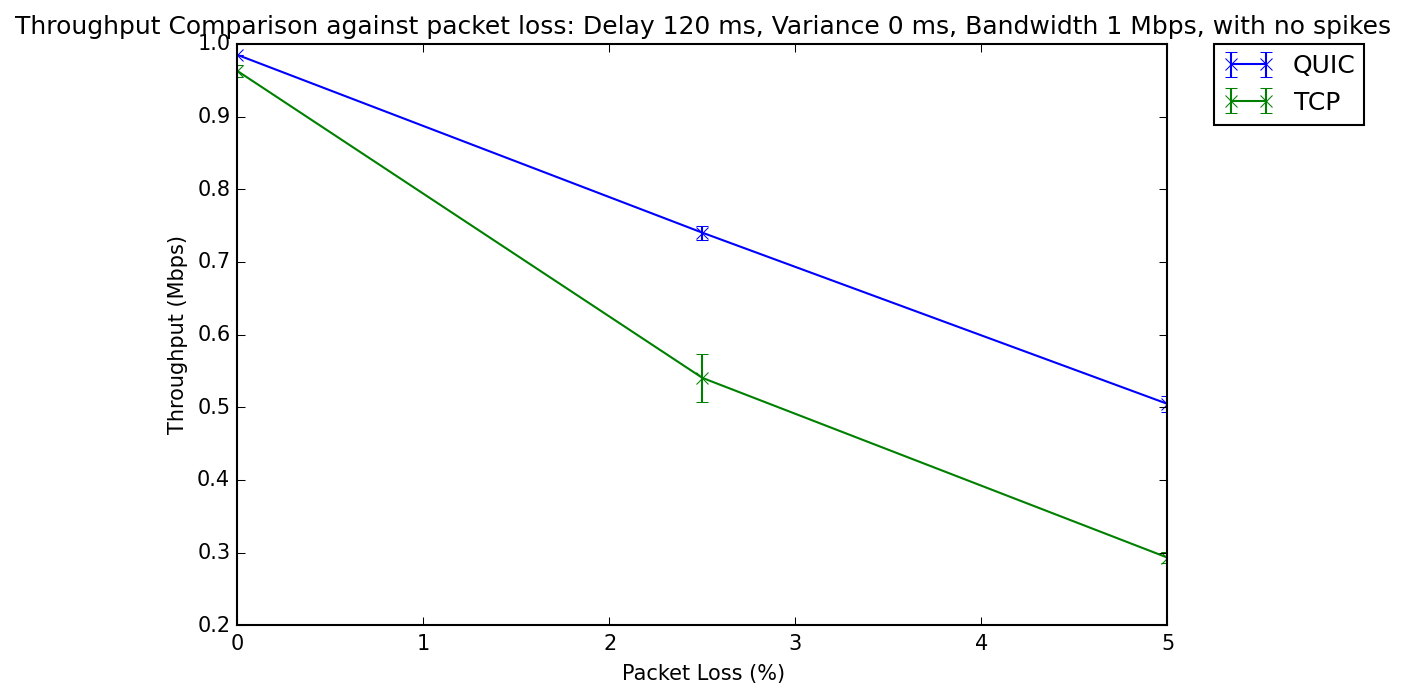 Throughput Comparison against packet loss: Delay 120 ms, Variance 0 ms, Bandwidth 1 Mbps, with no spikes
QUIC
TCP
Throughput (Mbps)
1.0
0.9
0.8
0.7
0.6
0.5
0.4
0.3
0.2
0 1 2 3 4 5
Packet Loss (%)